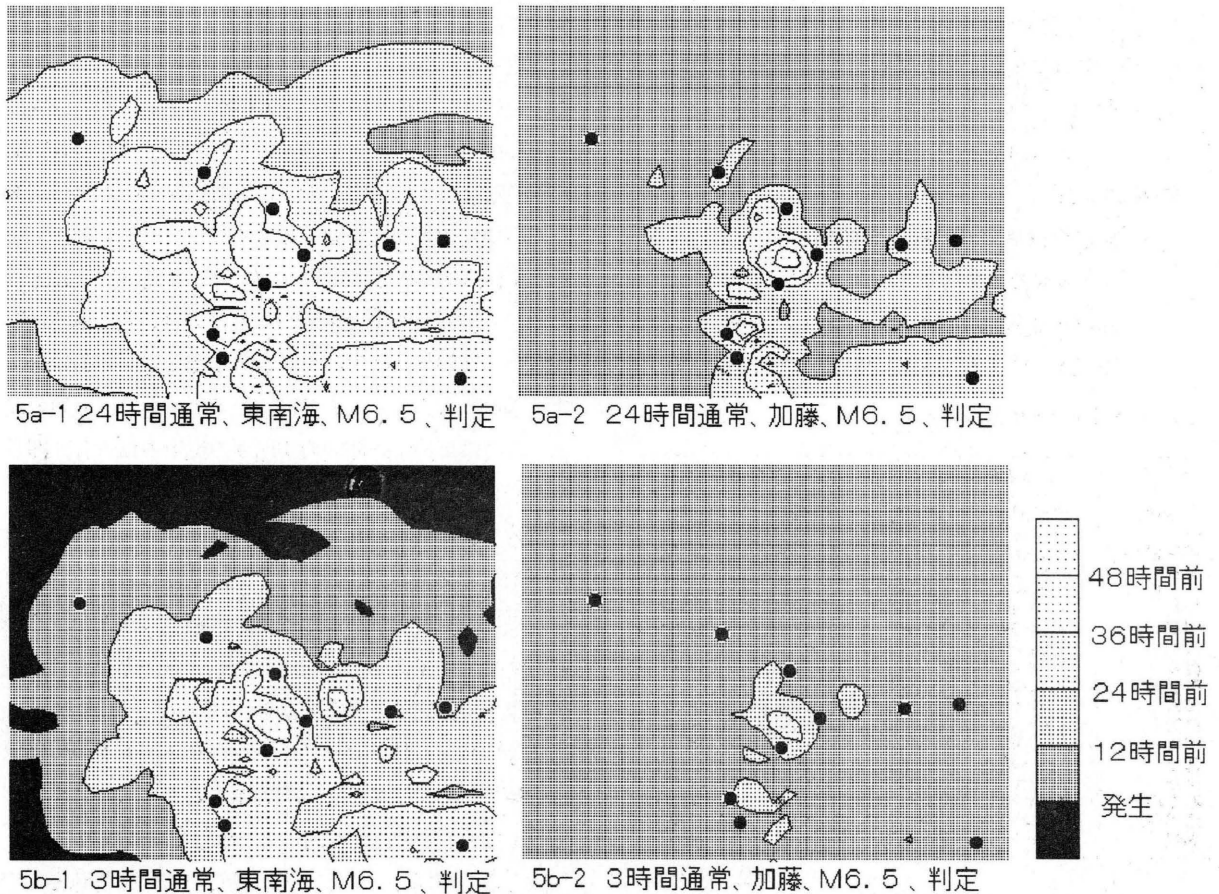 5a-1 24時間通常、東南海、M6.5、判定
5a-2 24時間通常、加藤、M6.5、判定
48時間前
36時間前
24時間前
12時間前
発生
5b-1 3時間通常、東南海、M6.5、判定
5b-2 3時間通常、加藤、M6.5、判定